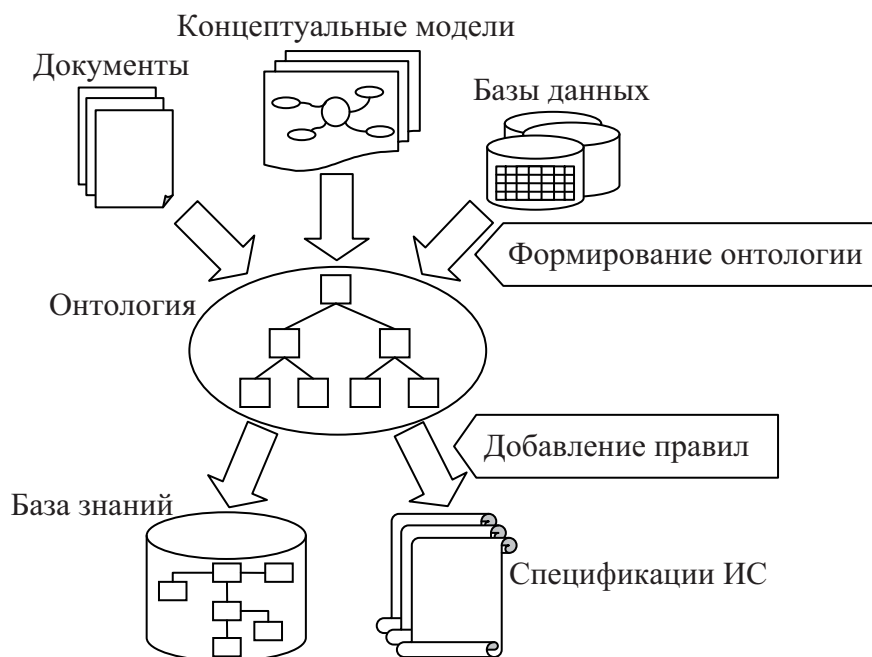 Концептуальные модели
Документы
Базы данных
Формирование онтологии
Онтология
Добавление правил
База знаний
Спецификации ИС